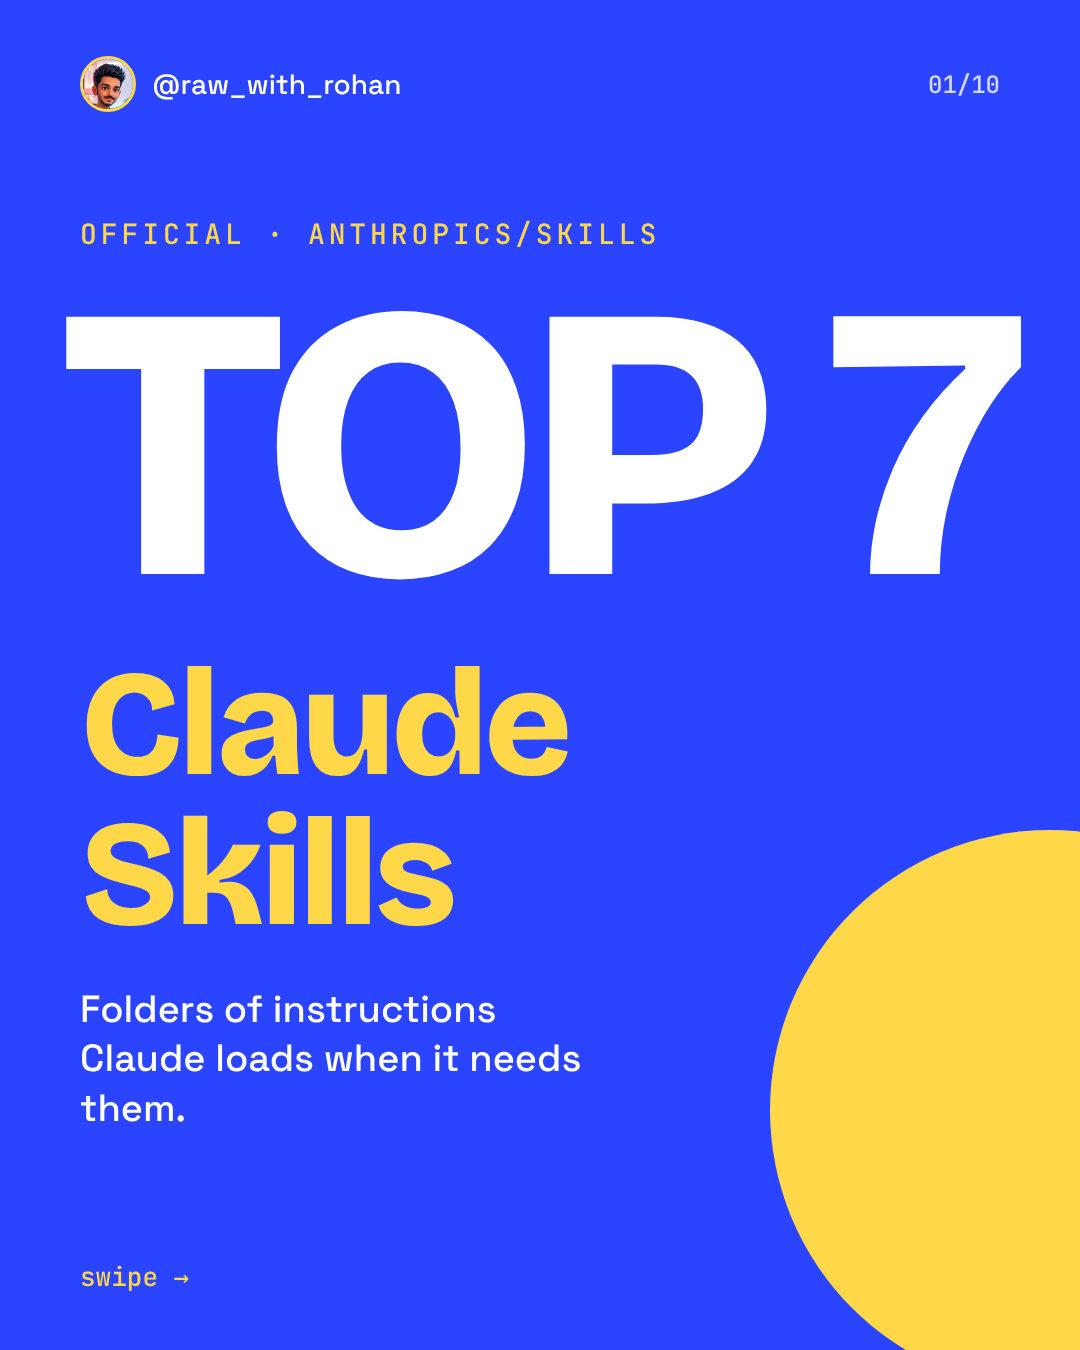 @raw_with_rohan
01/10
OFFICIAL · ANTHROPICS/SKILLS
TOP 7
Claude
Skills
Folders of instructions
Claude loads when it needs
them.
swipe →